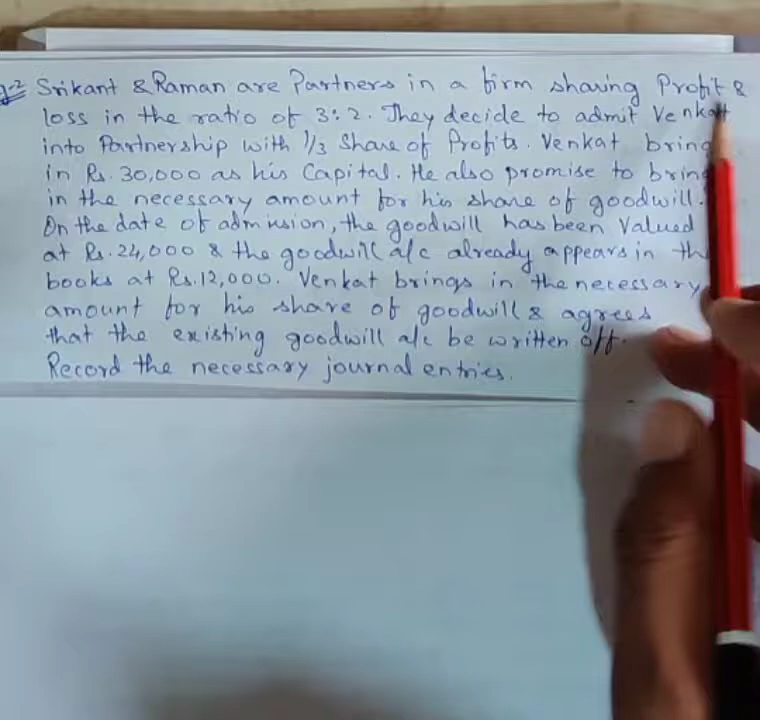 Q-2 Srikant & Raman are Partners in a firm sharing Profit &
loss in the ratio of 3:2. They decide to admit Venkat
into Partnership with 1/3 Share of Profits. Venkat bring
in Rs. 30,000 as his Capital. He also promise to bring
in the necessary amount for his share of goodwill.
On the date of admission, the goodwill has been Valued
at Rs. 24,000 & the goodwill a/c already appears in th
books at Rs. 12,000. Venkat brings in the necessary
amount for his share of goodwill & agrees
that the existing goodwill a/c be written off.
Record the necessary journal entries.